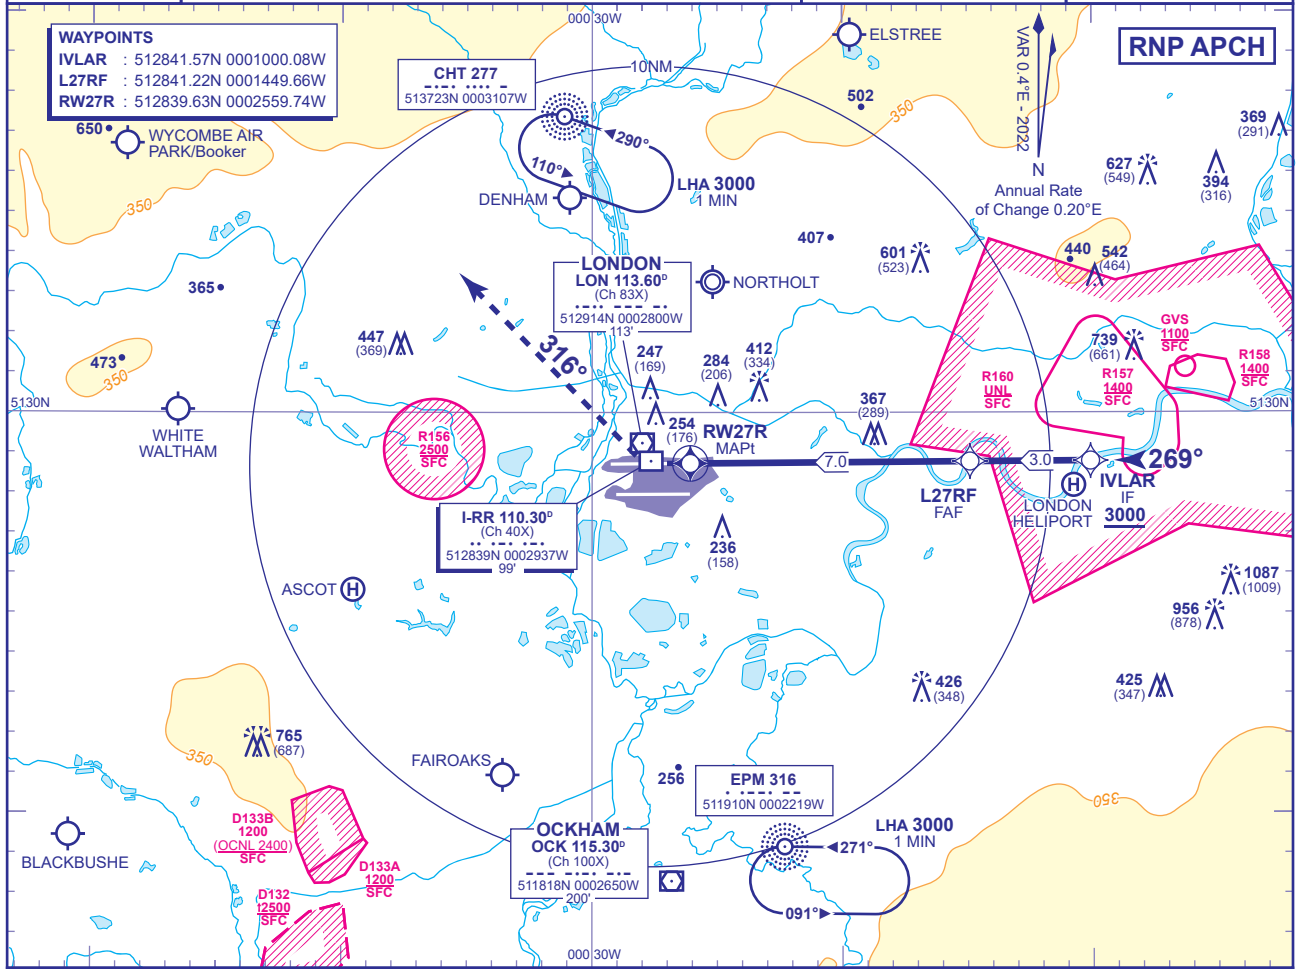 000 30W
WAYPOINTS
IVLAR : 512841.57N 0001000.08W
L27RF : 512841.22N 0001449.66W
RW27R : 512839.63N 0002559.74W
ELSTREE
VAR 0.4°E - 2022
RNP APCH
10NM
CHT 277
513723N 0003107W
502
350
650
WYCOMBE AIR
PARK/Booker
290°
110°
LHA 3000
1 MIN
DENHAM
N
Annual Rate
of Change 0.20°E
369
(291)
627
(549)
394
(316)
350
407
601
(523)
440
542
(464)
LONDON
LON 113.60D
(Ch 83X)
512914N 0002800W
113'
NORTHOLT
365
447
(369)
316°
247
(169)
284
(206)
412
(334)
GVS
1100
SFC
739
(661)
R158
1400
SFC
R157
1400
SFC
R160
UNL
SFC
473
350
5130N
5130N
WHITE
WALTHAM
R156
2500
SFC
254
(176)
RW27R
MAPt
367
(289)
7.0
3.0
269°
L27RF
FAF
IVLAR
IF
3000
LONDON
HELIPORT
H
I-RR 110.30D
(Ch 40X)
512839N 0002937W
99'
236
(158)
ASCOT
H
1087
(1009)
956
(878)
426
(348)
425
(347)
765
(687)
350
FAIROAKS
256
EPM 316
511910N 0002219W
350
D133B
1200
(OCNL 2400)
SFC
BLACKBUSHE
D133A
1200
SFC
D132
2500
SFC
OCKHAM
OCK 115.30D
(Ch 100X)
511818N 0002650W
200'
LHA 3000
1 MIN
271°
091°
000 30W